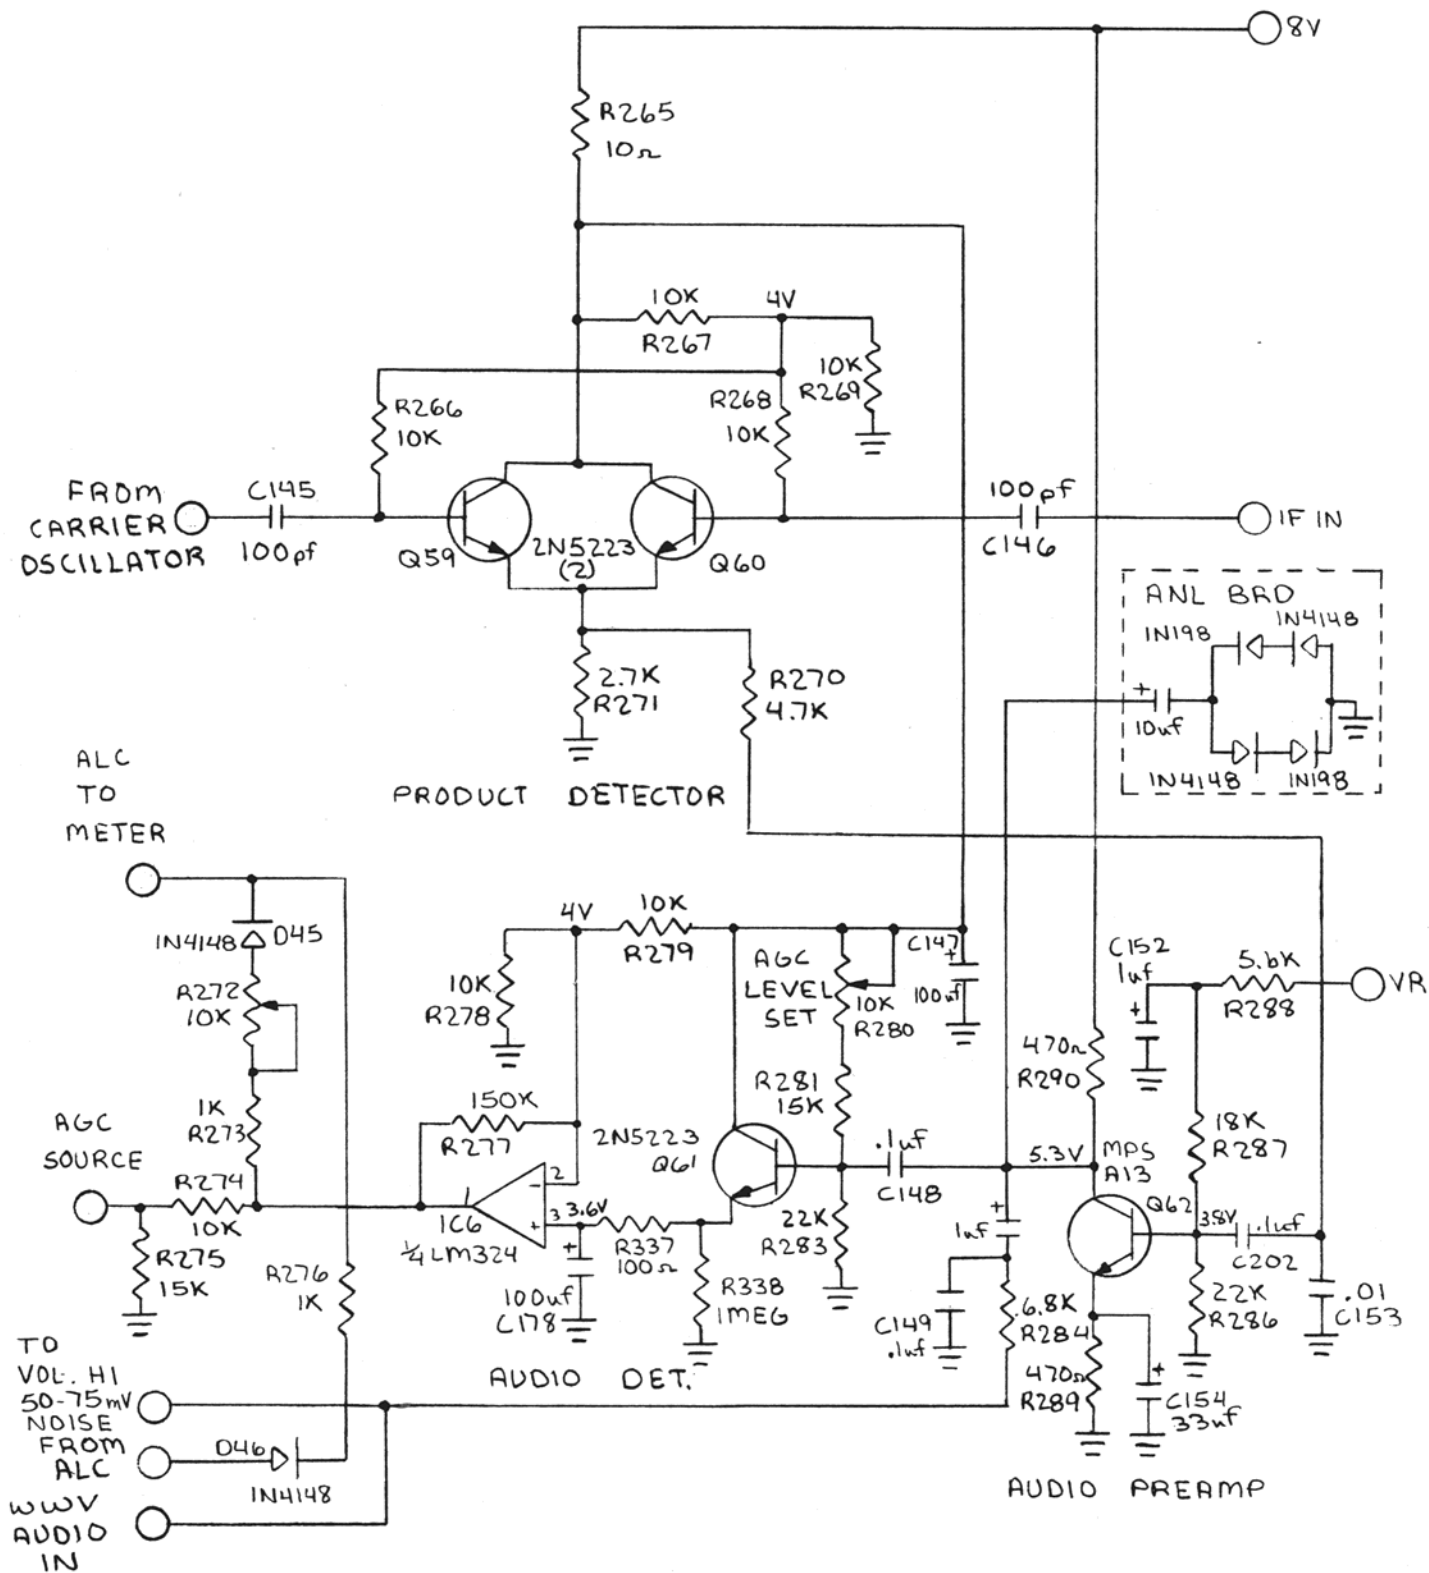 8V
R265
10Ω
10K
R267
4V
10K
R269
R266
10K
R268
10K
FROM
CARRIER
OSCILLATOR
C145
100pf
Q59
2N5223
(2)
Q60
100pf
C146
IF IN
ANL BRD
1N198
1N4148
+
10uf
1N4148
1N198
2.7K
R271
R270
4.7K
PRODUCT DETECTOR
ALC
TO
METER
1N4148
D45
R272
10K
1K
R273
AGC
SOURCE
R274
10K
R275
15K
R276
1K
4V
10K
R279
10K
R278
150K
R277
2N5223
Q61
AGC
LEVEL
SET
10K
R280
C147
+
100uf
R281
15K
.1uf
C148
22K
R283
1
2
-
+
3
3.6V
IC6
1/4 LM324
R337
100Ω
+
100uf
C178
R338
1MEG
AUDIO DET.
C152
1uf
+
5.6K
R288
VR
470Ω
R290
18K
R287
5.3V
MPS
A13
Q62
3.8V
.1uf
C202
+
1uf
C149
.1uf
6.8K
R284
22K
R286
.01
C153
470Ω
R289
+
C154
33uf
AUDIO PREAMP
TO
VOL. HI
50-75mV
NOISE
FROM
ALC
D46
1N4148
WWV
AUDIO
IN